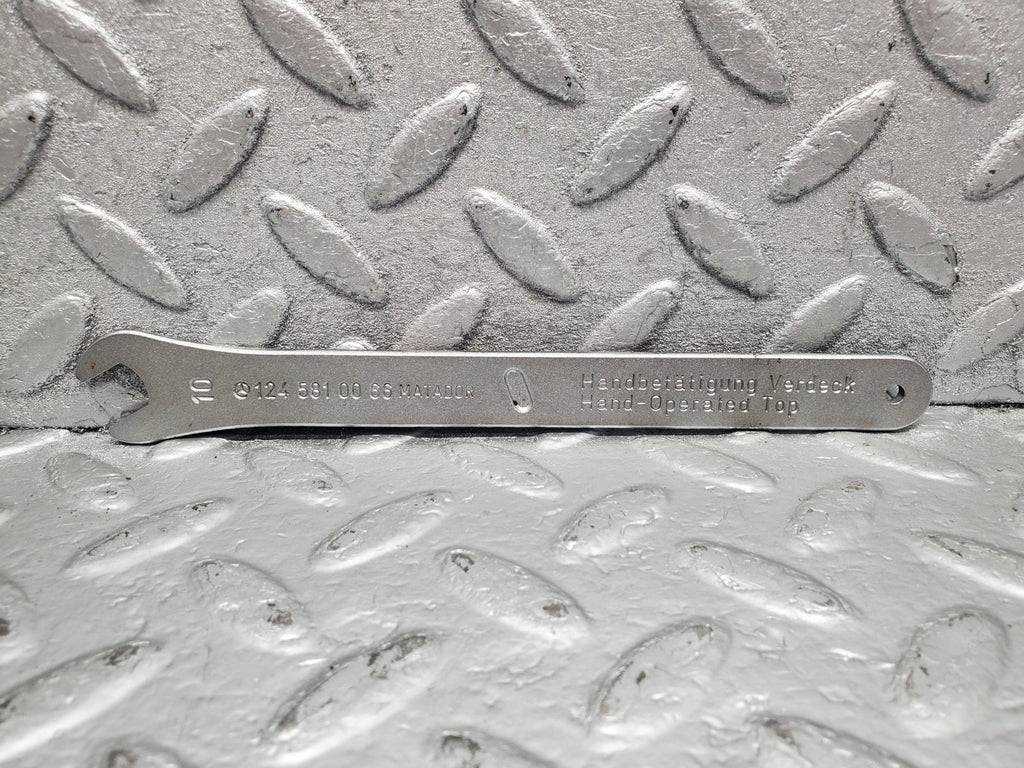 10
124 581 00 66 MATADOR
Handbetätigung Verdeck
Hand-Operated Top